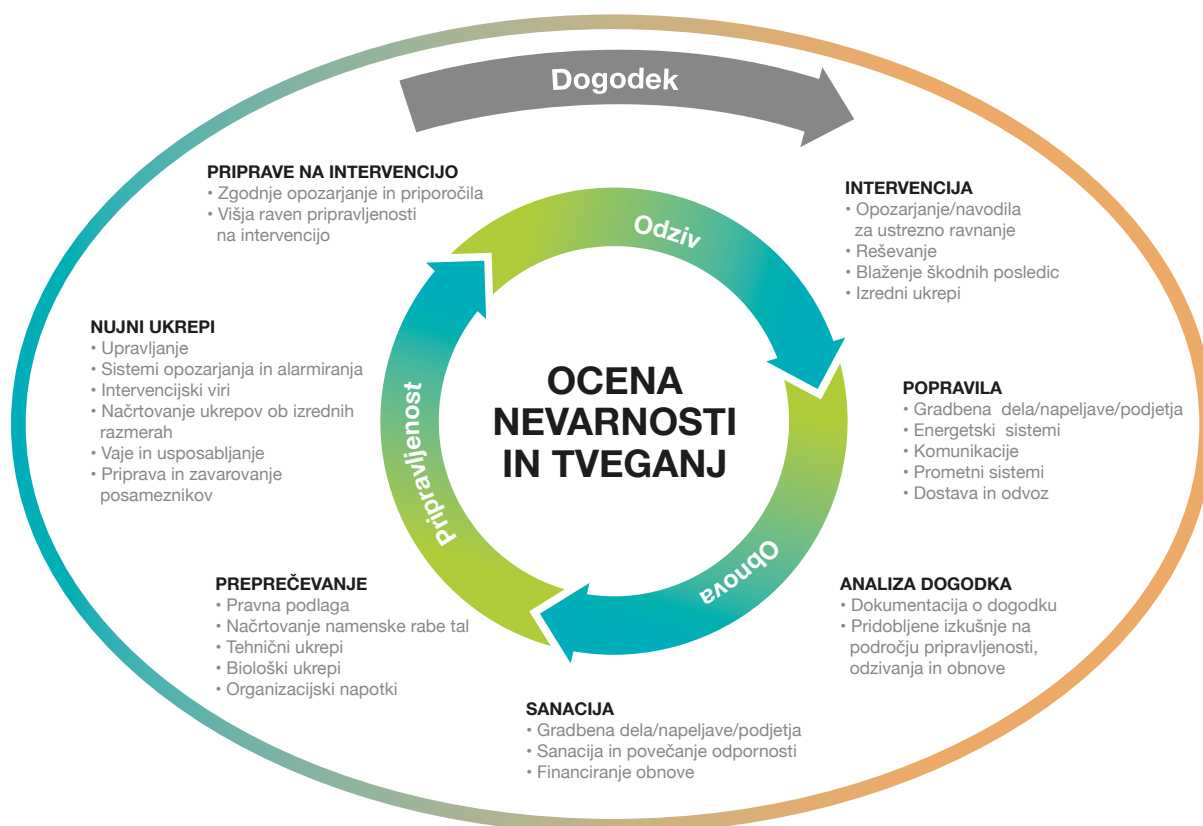 Dogodek
PRIPRAVE NA INTERVENCIJO
• Zgodnje opozarjanje in priporočila
• Višja raven pripravljenosti
na intervencijo
INTERVENCIJA
• Opozarjanje/navodila
za ustrezno ravnanje
• Reševanje
• Blaženje škodnih posledic
• Izredni ukrepi
Odziv
NUJNI UKREPI
• Upravljanje
• Sistemi opozarjanja in alarmiranja
• Intervencijski viri
• Načrtovanje ukrepov ob izrednih
razmerah
• Vaje in usposabljanje
• Priprava in zavarovanje
posameznikov
Pripravljenost
OCENA
NEVARNOSTI
IN TVEGANJ
POPRAVILA
• Gradbena dela/napeljave/podjetja
• Energetski sistemi
• Komunikacije
• Prometni sistemi
• Dostava in odvoz
Obnova
PREPREČEVANJE
• Pravna podlaga
• Načrtovanje namenske rabe tal
• Tehnični ukrepi
• Biološki ukrepi
• Organizacijski napotki
ANALIZA DOGODKA
• Dokumentacija o dogodku
• Pridobljene izkušnje na
področju pripravljenosti,
odzivanja in obnove
SANACIJA
• Gradbena dela/tvpeljave/podjetja
• Sanacija in povečanje odpornosti
• Financiranje obnove